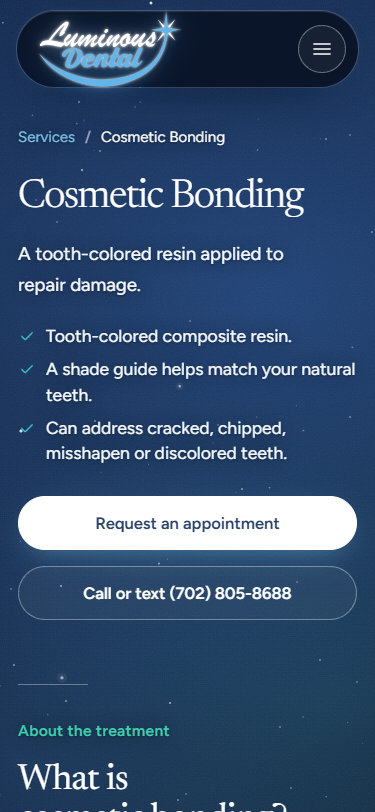 Luminous
Dental
Services / Cosmetic Bonding
Cosmetic Bonding
A tooth-colored resin applied to
repair damage.
Tooth-colored composite resin.
A shade guide helps match your natural
teeth.
Can address cracked, chipped,
misshapen or discolored teeth.
Request an appointment
Call or text (702) 805-8688
About the treatment
What is
cosmetic bonding?